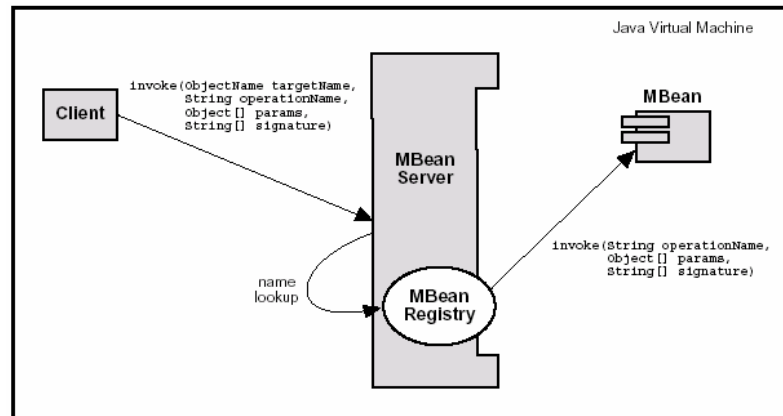 Java Virtual Machine
invoke(ObjectName targetName,
String operationName,
Object[] params,
String[] signature)
Client
MBean
MBean
Server
invoke(String operationName,
Object[] params,
String[] signature)
name
lookup
MBean
Registry